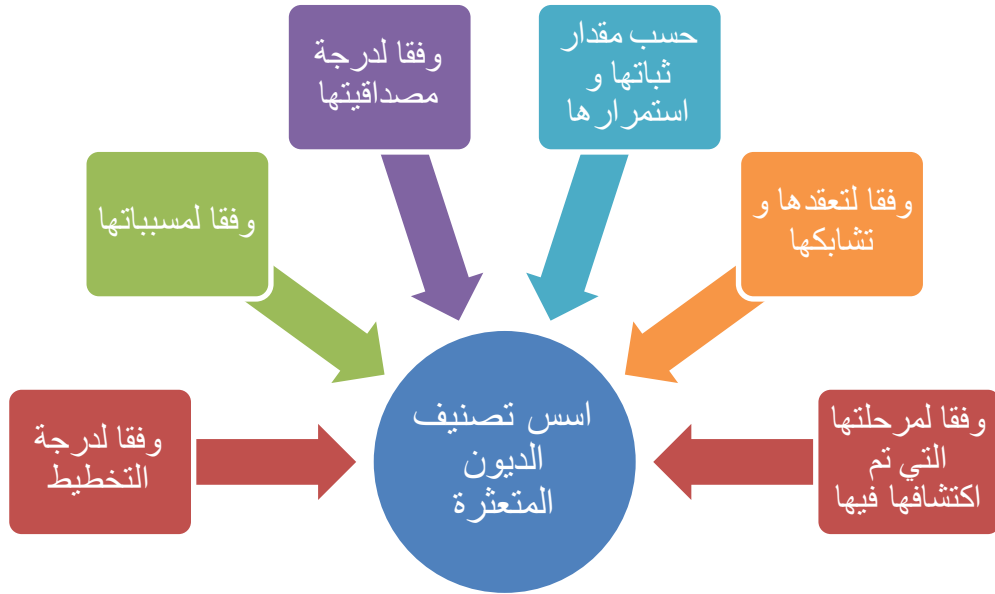 حسب مقدار
ثباتها و
استمرارها
وفقا لدرجة
مصداقيتها
وفقا لتعقدها و
تشابكها
وفقا لمسبباتها
وفقا لمرحلتها
التي تم
اكتشافها فيها
اسس تصنيف
الديون
المتعثرة
وفقا لدرجة
التخطيط